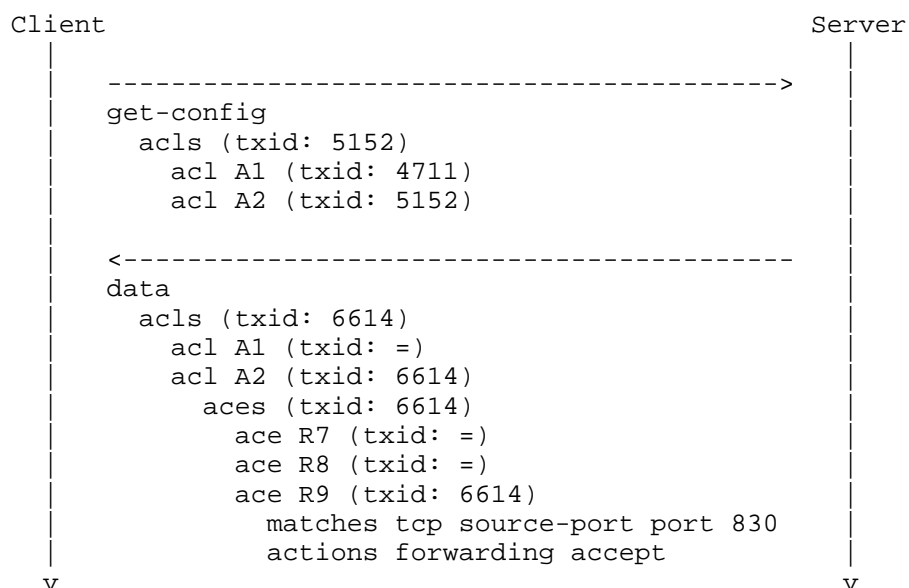 Client Server
------------------------------------------>
get-config
acls (txid: 5152)
acl A1 (txid: 4711)
acl A2 (txid: 5152)
<------------------------------------------
data
acls (txid: 6614)
acl A1 (txid: =)
acl A2 (txid: 6614)
aces (txid: 6614)
ace R7 (txid: =)
ace R8 (txid: =)
ace R9 (txid: 6614)
matches tcp source-port port 830
actions forwarding accept
v v